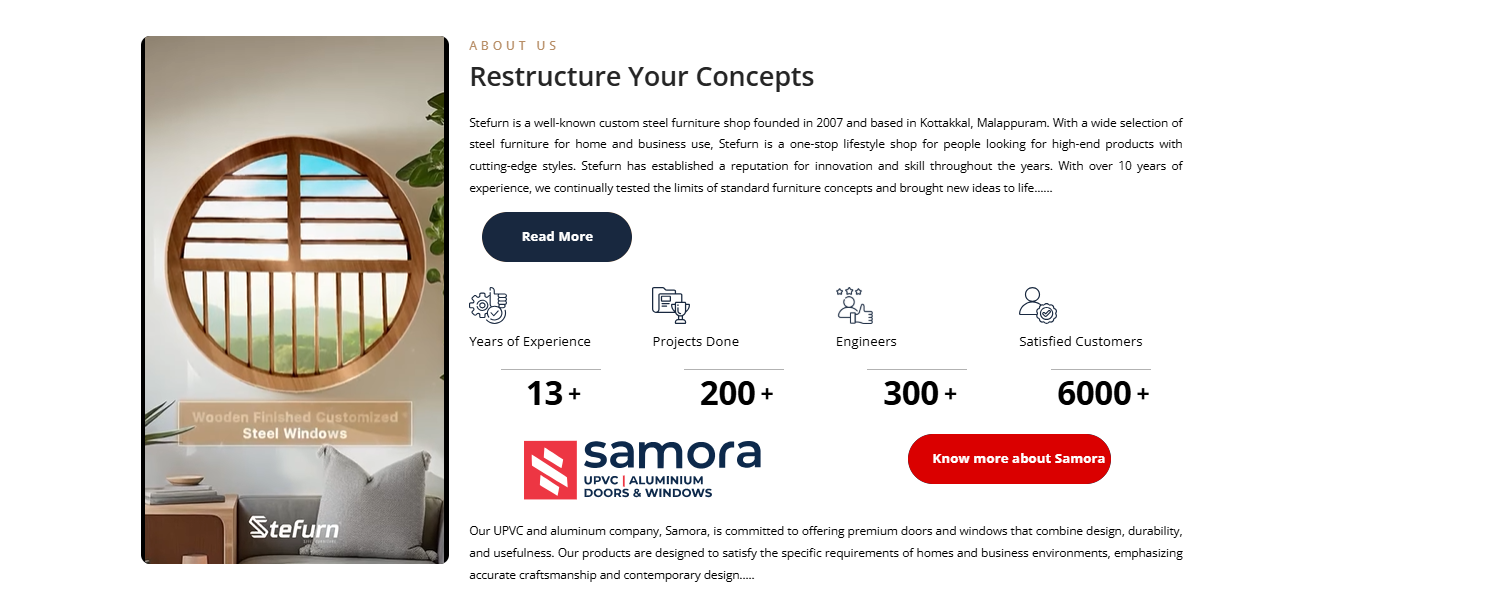 ABOUT US
Restructure Your Concepts
Stefurn is a well-known custom steel furniture shop founded in 2007 and based in Kottakkal, Malappuram. With a wide selection of
steel furniture for home and business use, Stefurn is a one-stop lifestyle shop for people looking for high-end products with
cutting-edge styles. Stefurn has established a reputation for innovation and skill throughout the years. With over 10 years of
experience, we continually tested the limits of standard furniture concepts and brought new ideas to life......
Read More
Years of Experience
13 +
Projects Done
200 +
Engineers
300 +
Satisfied Customers
6000 +
samora
UPVC | ALUMINIUM
DOORS & WINDOWS
Know more about Samora
Our UPVC and aluminum company, Samora, is committed to offering premium doors and windows that combine design, durability,
and usefulness. Our products are designed to satisfy the specific requirements of homes and business environments, emphasizing
accurate craftsmanship and contemporary design.....
Wooden Finished Customized
Steel Windows
Stefurn